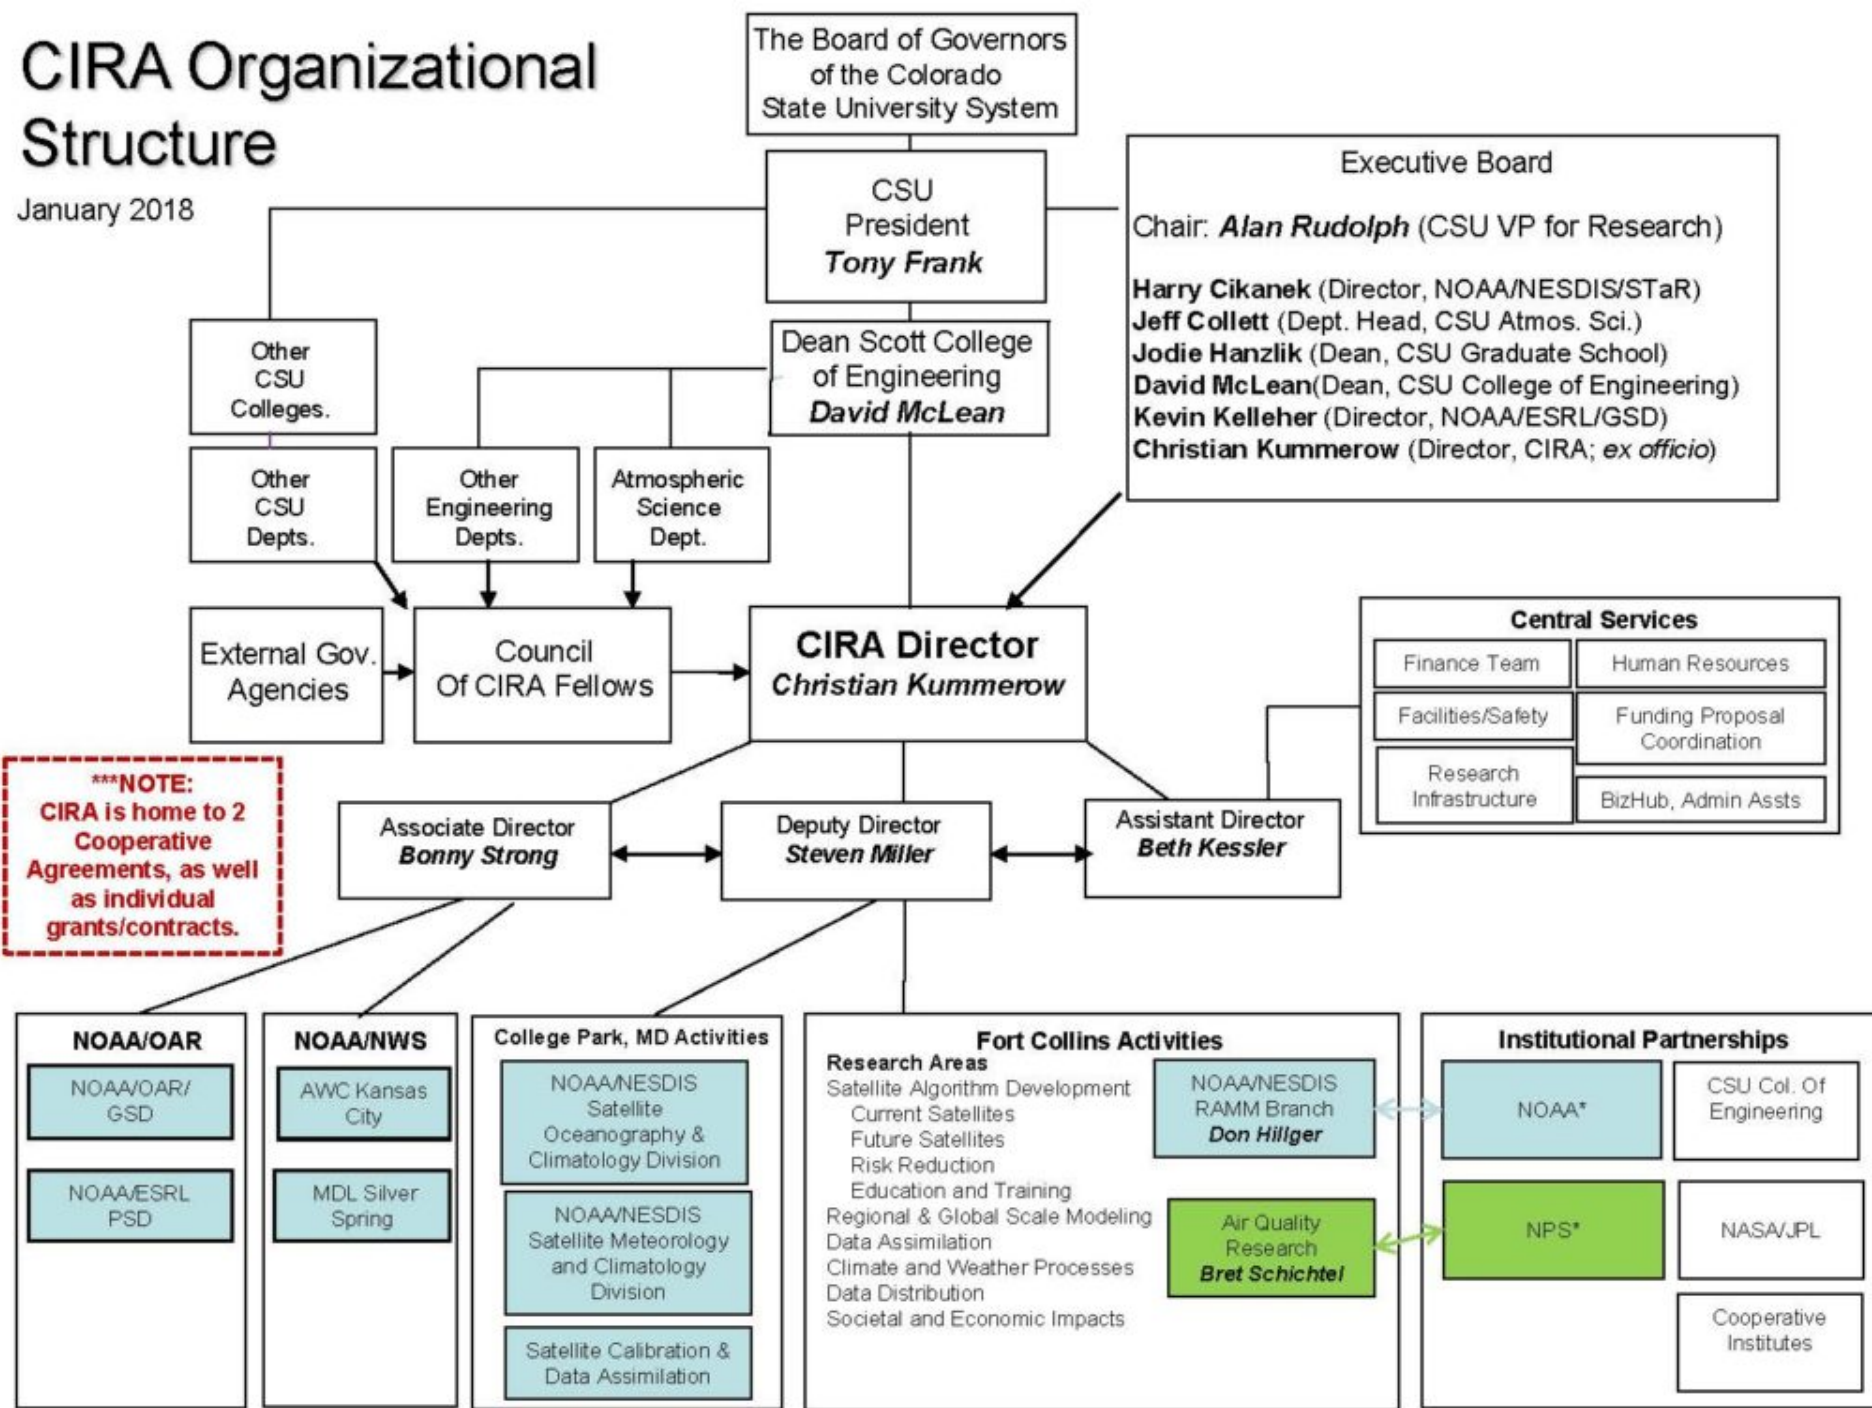 CIRA Organizational
Structure
January 2018
The Board of Governors
of the Colorado
State University System
CSU
President
Tony Frank
Executive Board
Chair: Alan Rudolph (CSU VP for Research)
Harry Cikanek (Director, NOAA/NESDIS/STaR)
Jeff Collett (Dept. Head, CSU Atmos. Sci.)
Jodie Hanzlik (Dean, CSU Graduate School)
David McLean(Dean, CSU College of Engineering)
Kevin Kelleher (Director, NOAA/ESRL/GSD)
Christian Kummerow (Director, CIRA; ex officio)
Other
CSU
Colleges.
Dean Scott College
of Engineering
David McLean
Other
CSU
Depts.
Other
Engineering
Depts.
Atmospheric
Science
Dept.
External Gov.
Agencies
Council
Of CIRA Fellows
CIRA Director
Christian Kummerow
Central Services
Finance Team
Human Resources
Facilities/Safety
Funding Proposal
Coordination
Research
Infrastructure
BizHub, Admin Assts
***NOTE:
CIRA is home to 2
Cooperative
Agreements, as well
as individual
grants/contracts.
Associate Director
Bonny Strong
Deputy Director
Steven Miller
Assistant Director
Beth Kessler
NOAA/OAR
NOAA/OAR/
GSD
NOAA/ESRL
PSD
NOAA/NWS
AWC Kansas
City
MDL Silver
Spring
College Park, MD Activities
NOAA/NESDIS
Satellite
Oceanography &
Climatology Division
NOAA/NESDIS
Satellite Meteorology
and Climatology
Division
Satellite Calibration &
Data Assimilation
Fort Collins Activities
Research Areas
Satellite Algorithm Development
Current Satellites
Future Satellites
Risk Reduction
Education and Training
Regional & Global Scale Modeling
Data Assimilation
Climate and Weather Processes
Data Distribution
Societal and Economic Impacts
NOAA/NESDIS
RAMM Branch
Don Hillger
Air Quality
Research
Bret Schichtel
Institutional Partnerships
NOAA*
CSU Col. Of
Engineering
NPS*
NASA/JPL
Cooperative
Institutes